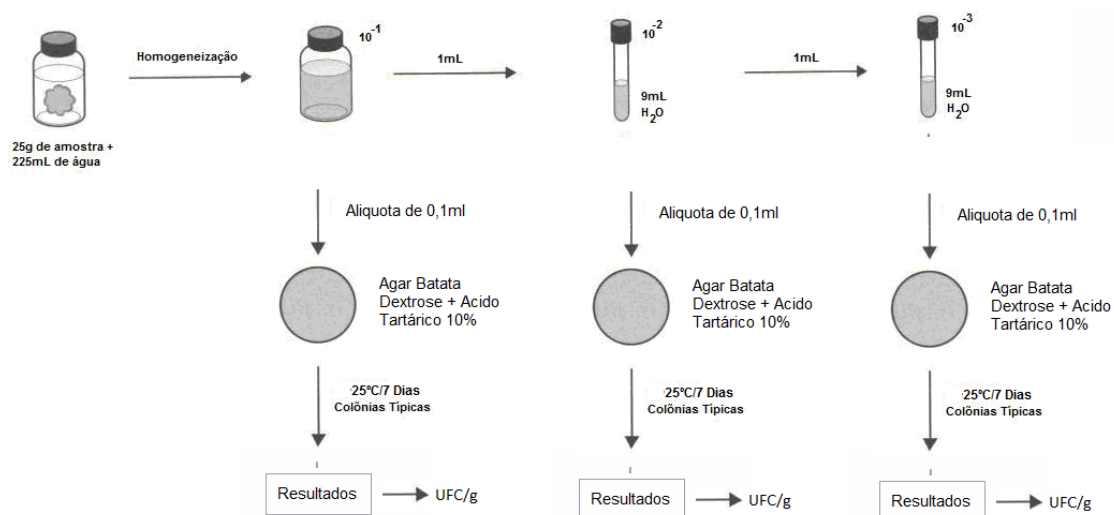 25g de amostra +
225mL de água
Homogeneização
10-1
1mL
10-2
9mL
H2O
1mL
10-3
9mL
H2O
Aliquota de 0,1ml
Aliquota de 0,1ml
Aliquota de 0,1ml
Agar Batata
Dextrose + Acido
Tartárico 10%
Agar Batata
Dextrose + Acido
Tartárico 10%
Agar Batata
Dextrose + Acido
Tartárico 10%
25ºC/7 Dias
Colônias Típicas
25ºC/7 Dias
Colônias Típicas
25ºC/7 Dias
Colônias Típicas
Resultados
UFC/g
Resultados
UFC/g
Resultados
UFC/g